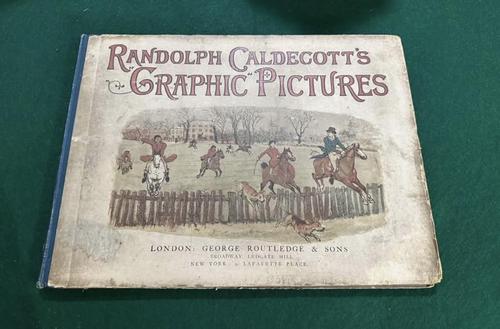 RANDOLPH CALDECOTT'S
"GRAPHIC" PICTURES
LONDON: GEORGE ROUTLEDGE & SONS
BROADWAY, LUDGATE HILL
NEW YORK: 9 LAFAYETTE PLACE